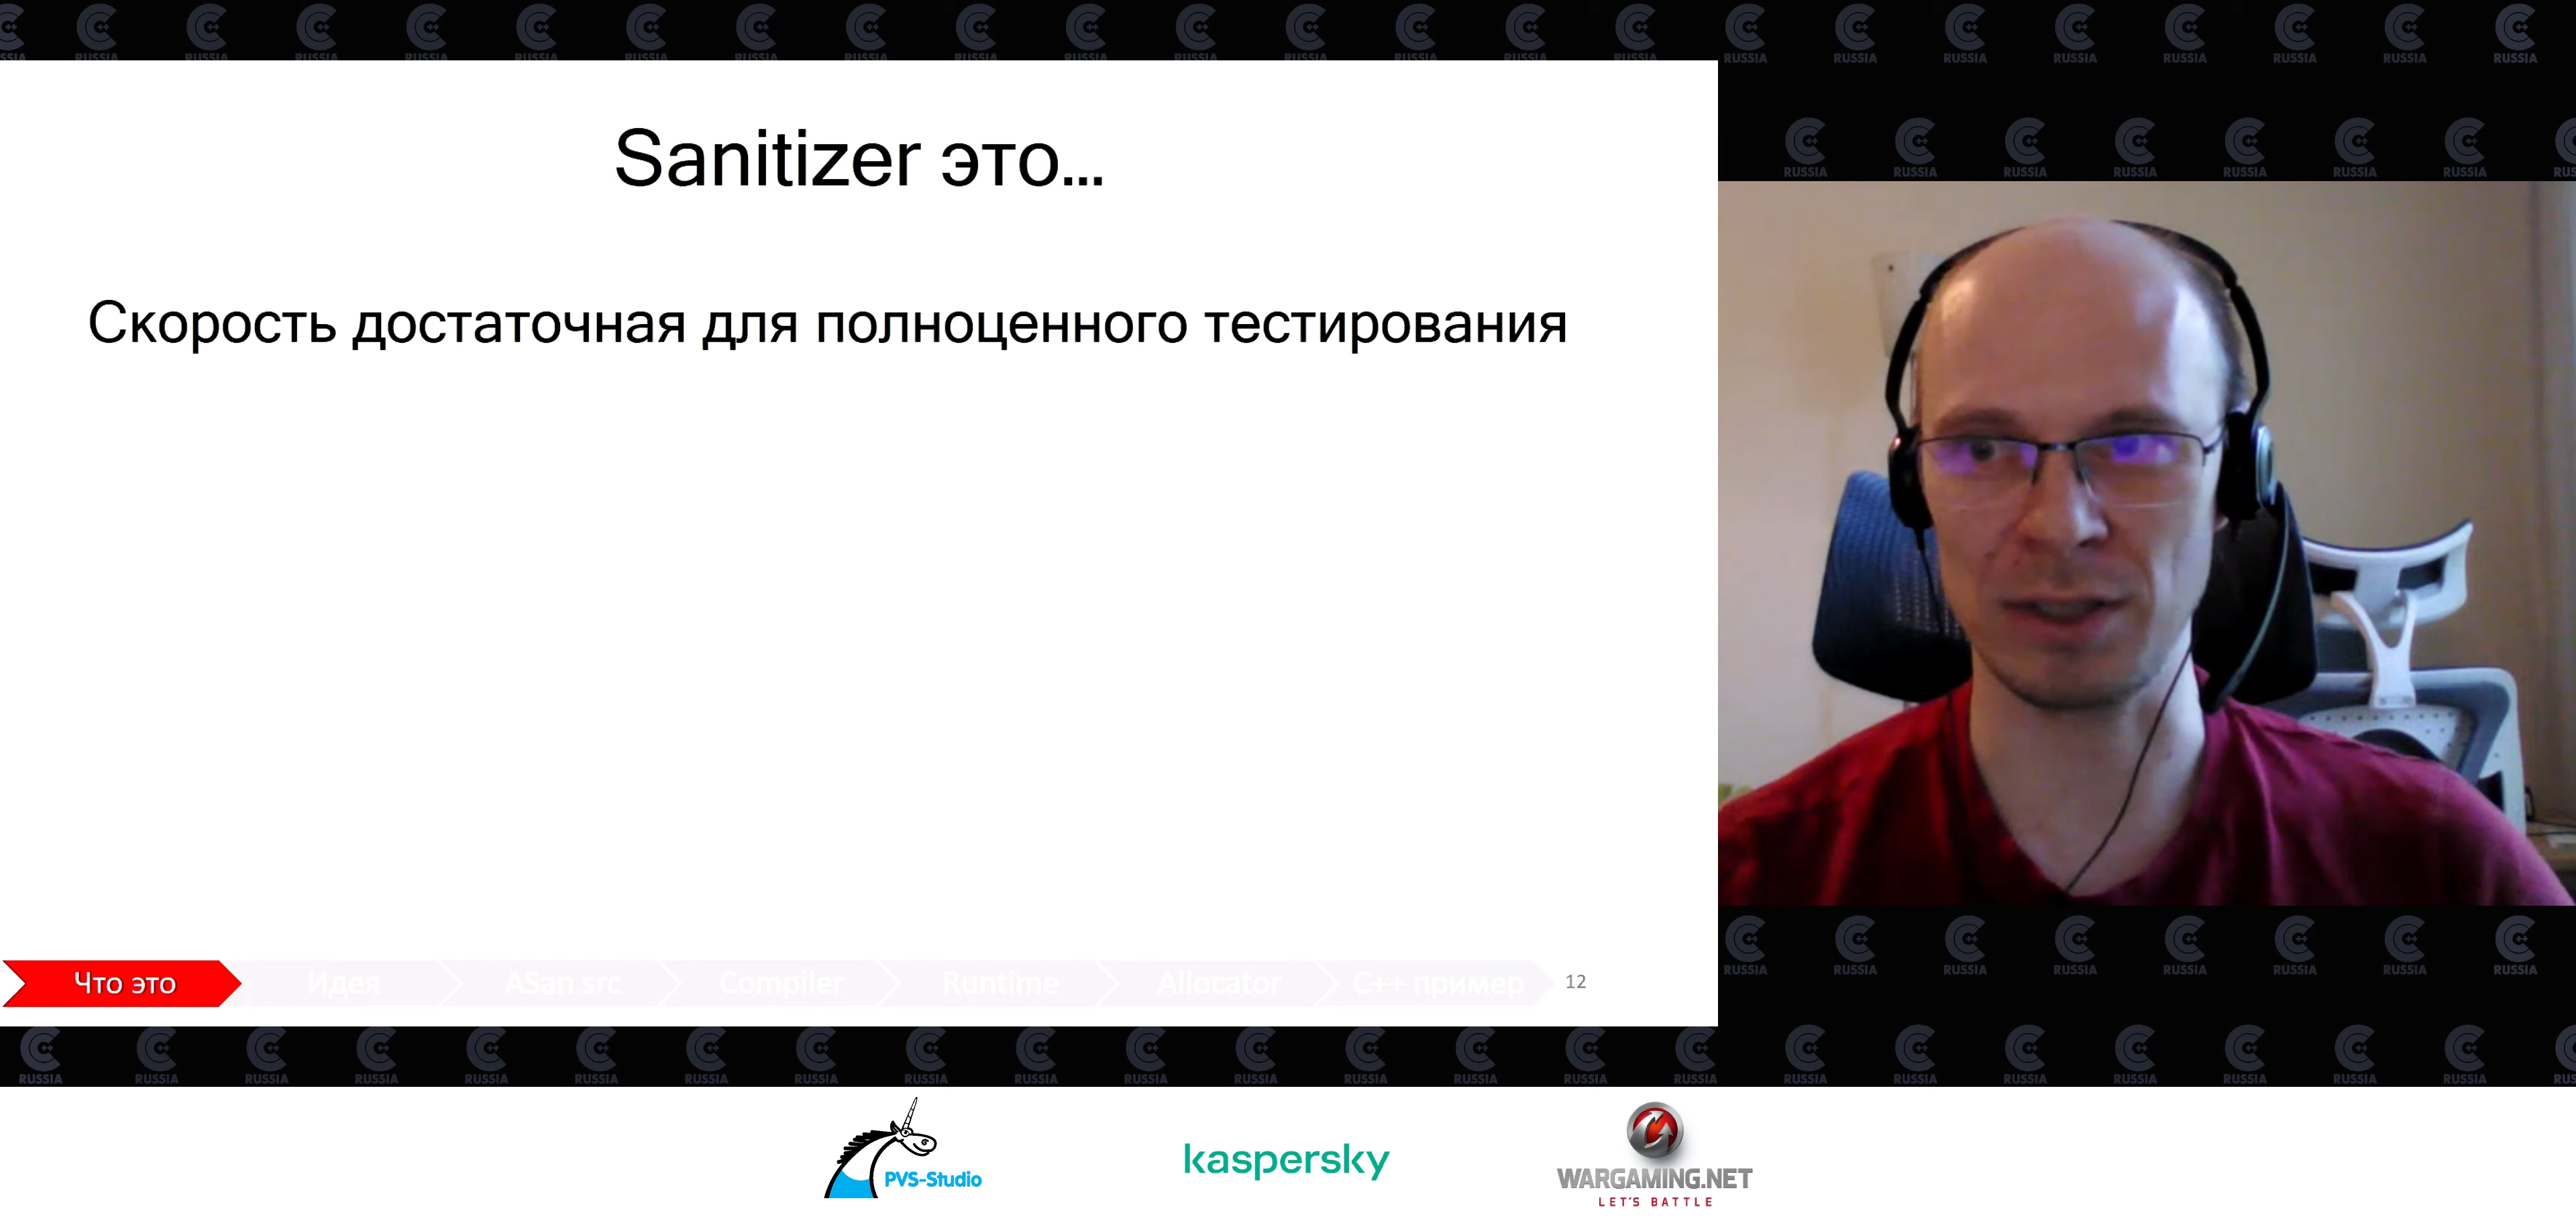 Sanitizer это...
Скорость достаточная для полноценного тестирования
Что это
Идея
ASan src
Compiler
Runtime
Allocator
C++ пример
12
PVS-Studio
kaspersky
WARGAMING.NET
LET'S BATTLE
RUSSIA